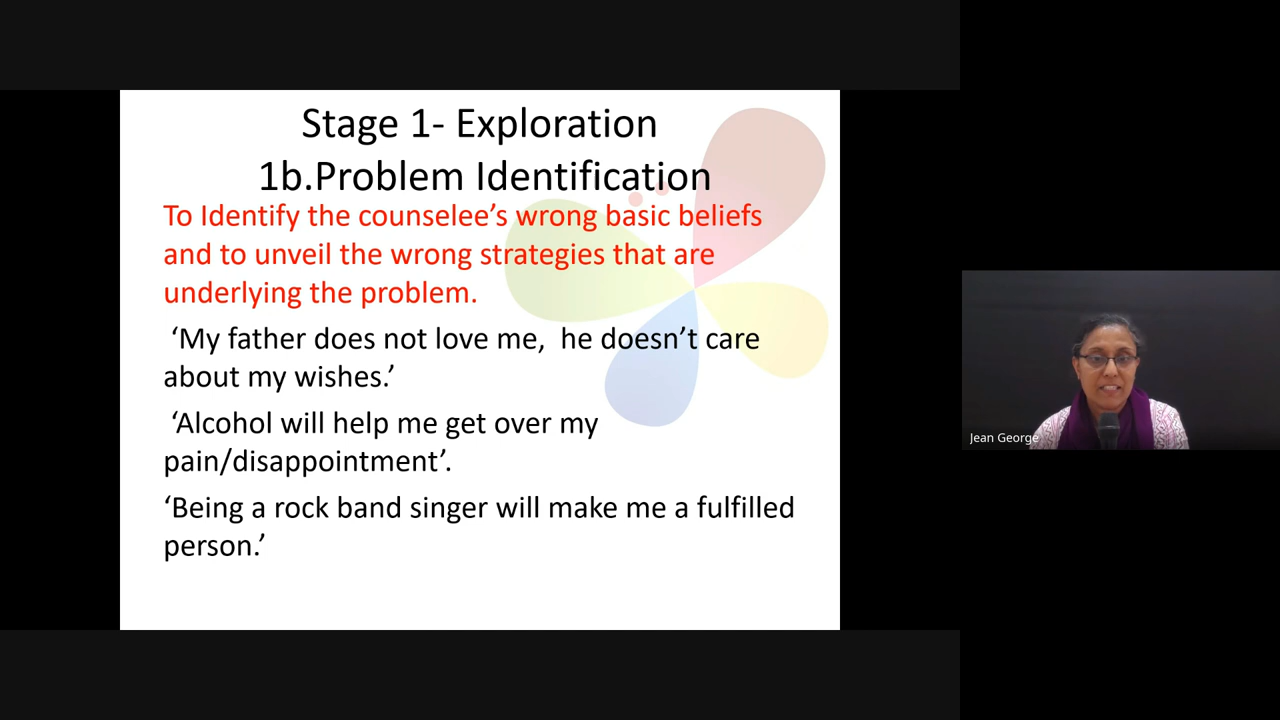 Stage 1- Exploration
1b.Problem Identification
To Identify the counselee’s wrong basic beliefs
and to unveil the wrong strategies that are
underlying the problem.
‘My father does not love me,  he doesn’t care
about my wishes.’
‘Alcohol will help me get over my
pain/disappointment’.
‘Being a rock band singer will make me a fulfilled
person.’
Jean George